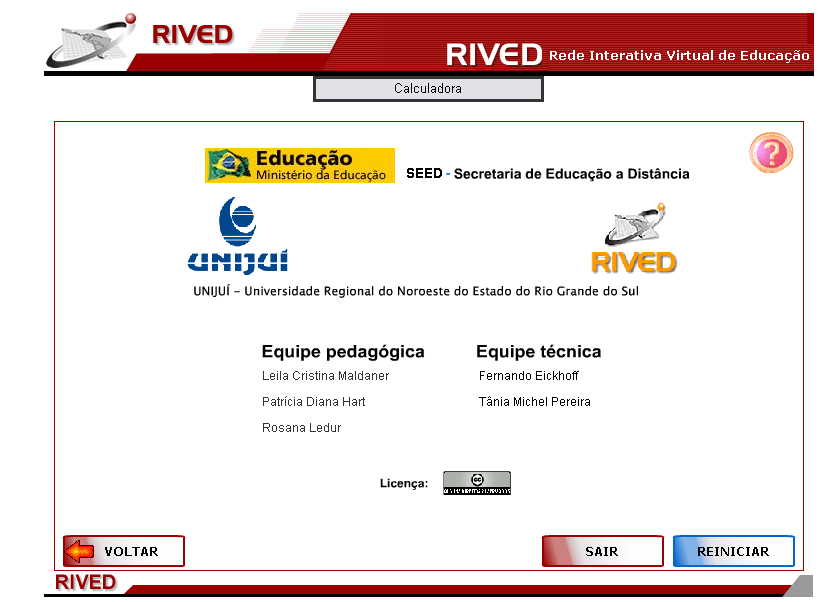 RIVED
RIVED Rede Interativa Virtual de Educação
Calculadora
Educação
Ministério da Educação
SEED - Secretaria de Educação a Distância
?
UNIJUÍ
RIVED
UNIJUÍ – Universidade Regional do Noroeste do Estado do Rio Grande do Sul
Equipe pedagógica
Equipe técnica
Leila Cristina Maldaner
Fernando Eickhoff
Patrícia Diana Hart
Tânia Michel Pereira
Rosana Ledur
Licença:
cc
VOLTAR
SAIR
REINICIAR
RIVED